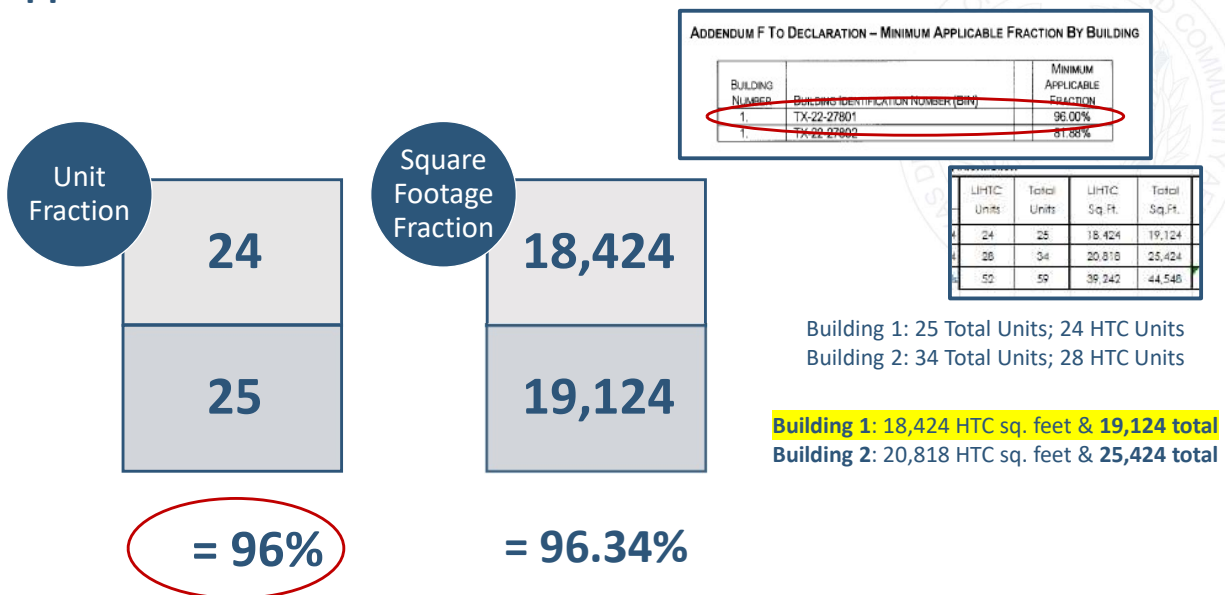 ADDENDUM F TO DECLARATION – MINIMUM APPLICABLE FRACTION BY BUILDING
BUILDING NUMBER BUILDING IDENTIFICATION NUMBER (BIN) MINIMUM APPLICABLE FRACTION
1. TX-22-27801 96.00%
1. TX-22-27802 81.88%
Unit
Fraction
24
25
= 96%
Square
Footage
Fraction
18,424
19,124
= 96.34%
LIHTC Total LIHTC Total
Units Units Sq.Ft. Sq.Ft.
24 25 18,424 19,124
28 34 20,818 25,424
52 59 39,242 44,548
Building 1: 25 Total Units; 24 HTC Units
Building 2: 34 Total Units; 28 HTC Units
Building 1: 18,424 HTC sq. feet & 19,124 total
Building 2: 20,818 HTC sq. feet & 25,424 total